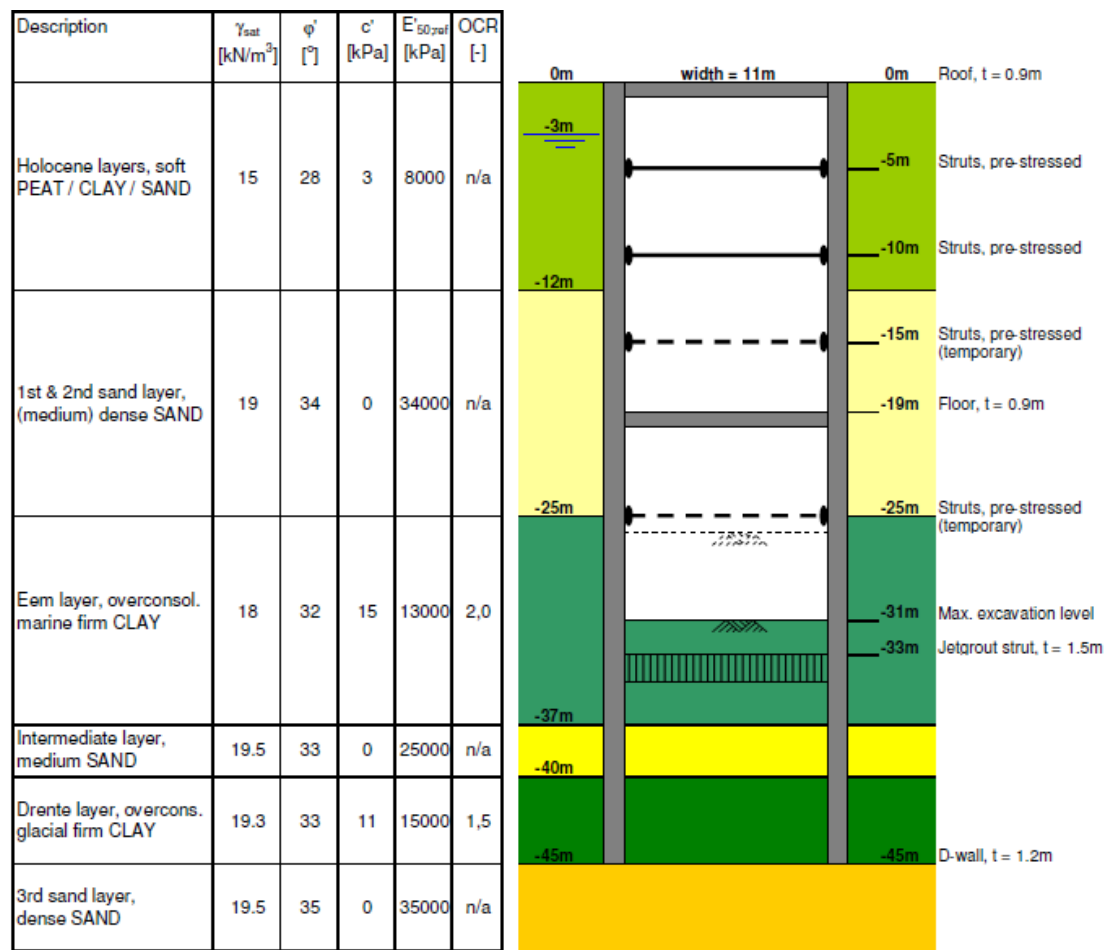 Description
γsat
[kN/m³]
φ'
[°]
c'
[kPa]
E'50;ref
[kPa]
OCR
[-]
Holocene layers, soft
PEAT / CLAY / SAND
15
28
3
8000
n/a
1st & 2nd sand layer,
(medium) dense SAND
19
34
0
34000
n/a
Eem layer, overconsol.
marine firm CLAY
18
32
15
13000
2,0
Intermediate layer,
medium SAND
19.5
33
0
25000
n/a
Drente layer, overcons.
glacial firm CLAY
19.3
33
11
15000
1,5
3rd sand layer,
dense SAND
19.5
35
0
35000
n/a
0m
width = 11m
0m
Roof, t = 0.9m
-3m
-5m
Struts, pre-stressed
-10m
Struts, pre-stressed
-12m
-15m
Struts, pre-stressed
(temporary)
-19m
Floor, t = 0.9m
-25m
-25m
Struts, pre-stressed
(temporary)
-31m
Max. excavation level
-33m
Jetgrout strut, t = 1.5m
-37m
-40m
-45m
-45m
D-wall, t = 1.2m